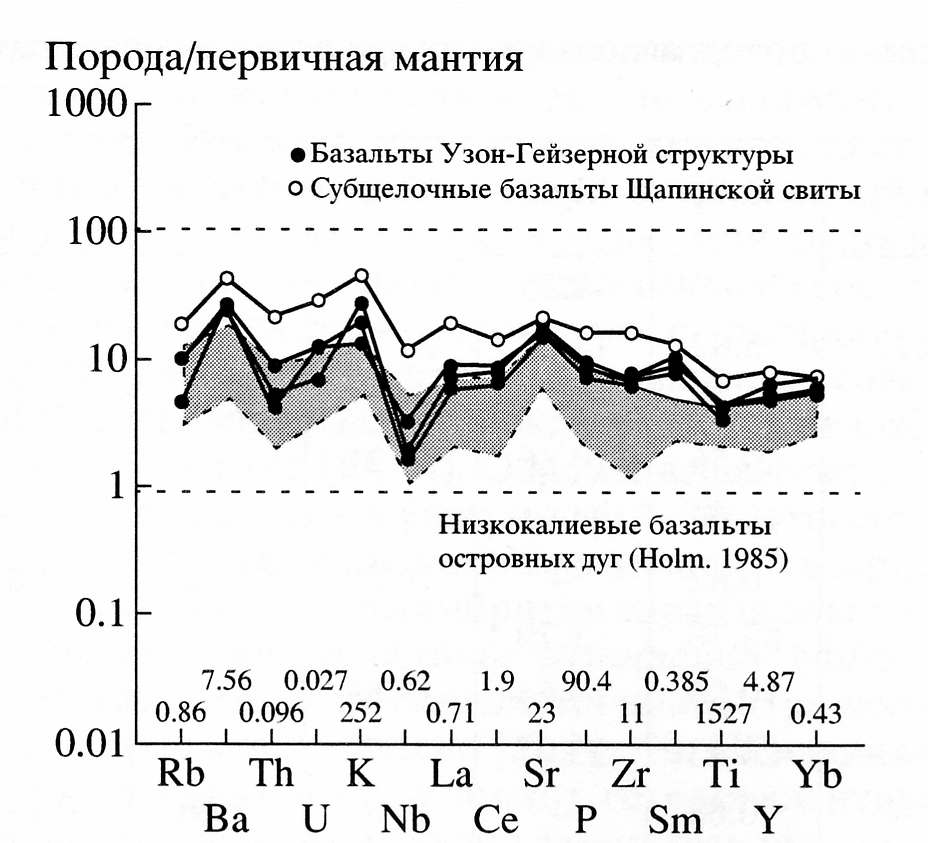 Порода/первичная мантия
1000
Базальты Узон-Гейзерной структуры
Субщелочные базальты Щапинской свиты
100
10
1
Низкокалиевые базальты
островных дуг (Holm. 1985)
0.1
7.56 0.027 0.62 1.9 90.4 0.385 4.87
0.86 0.096 252 0.71 23 11 1527 0.43
0.01
Rb Th K La Sr Zr Ti Yb
Ba U Nb Ce P Sm Y